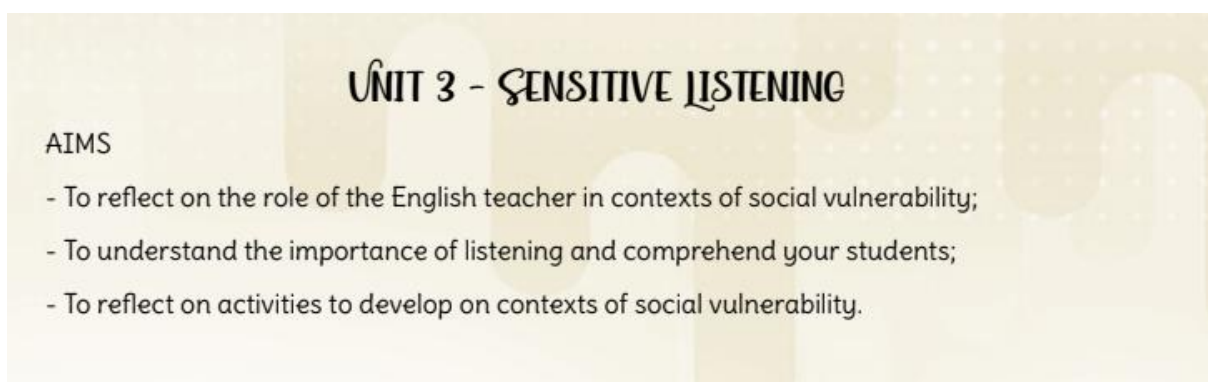 UNIT 3 - SENSITIVE LISTENING
AIMS
- To reflect on the role of the English teacher in contexts of social vulnerability;
- To understand the importance of listening and comprehend your students;
- To reflect on activities to develop on contexts of social vulnerability.